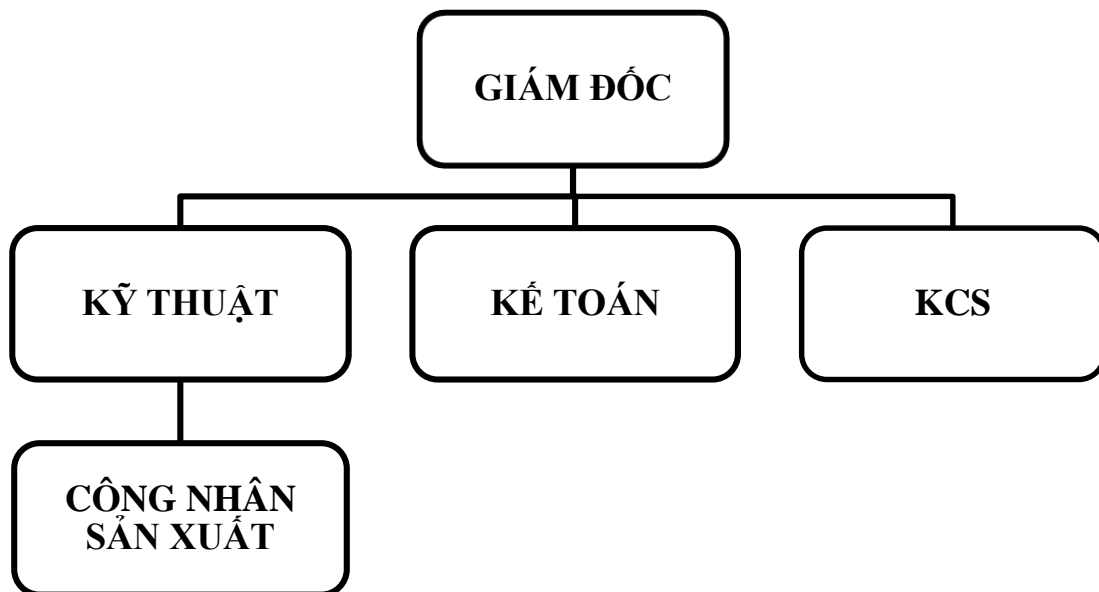 GIÁM ĐỐC
KỸ THUẬT
KẾ TOÁN
KCS
CÔNG NHÂN
SẢN XUẤT